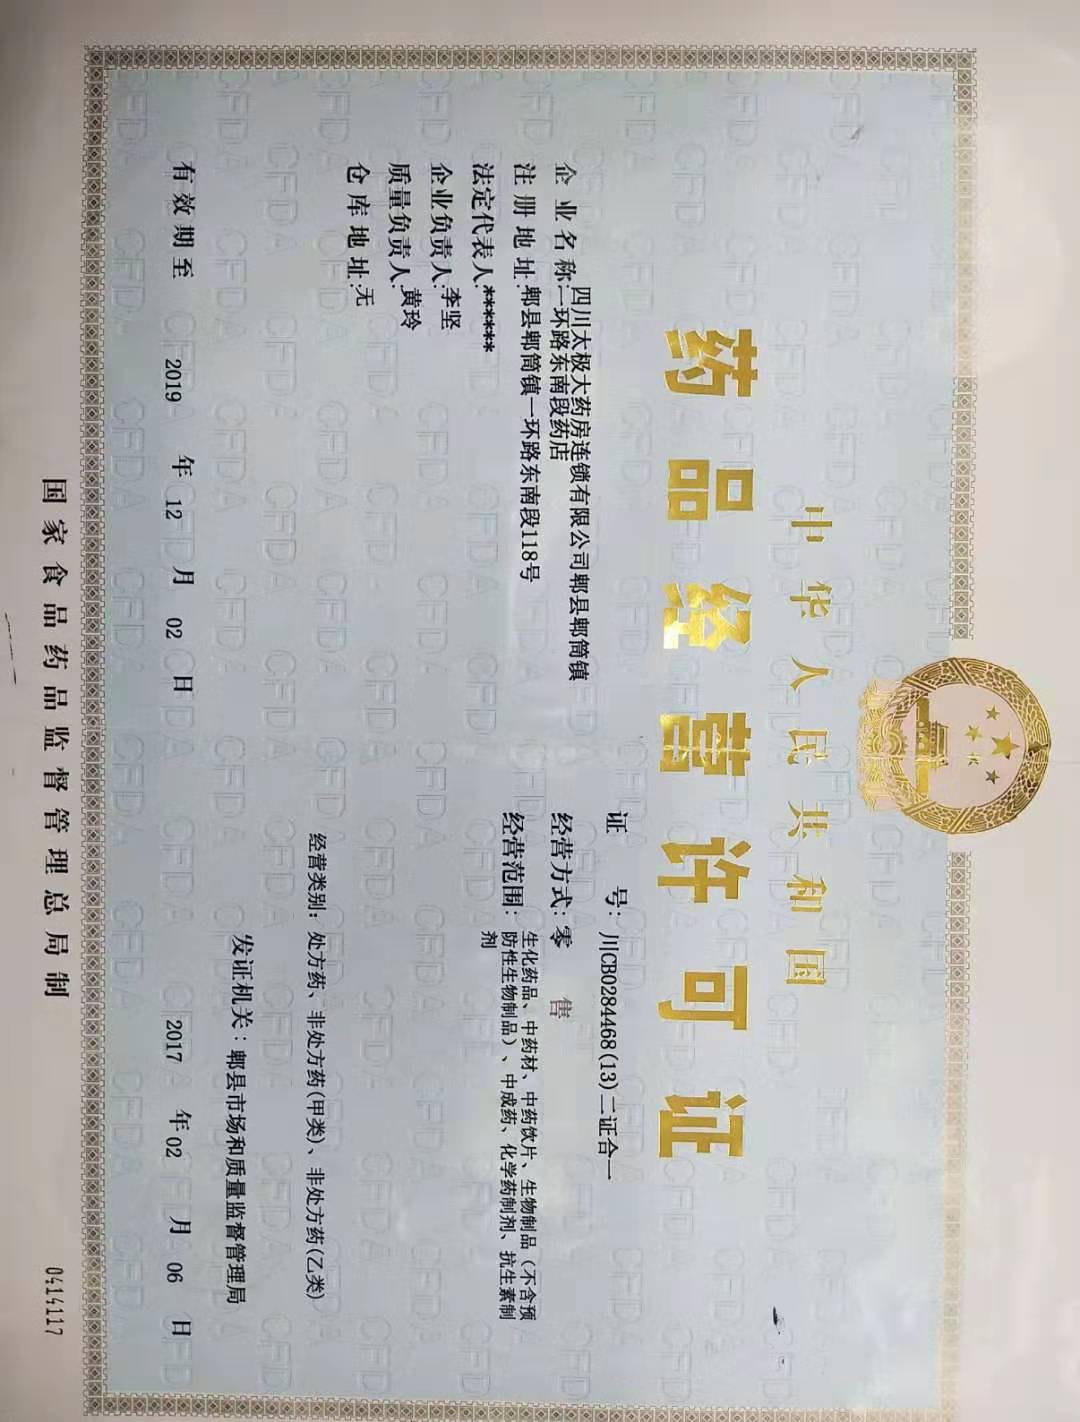 中华人民共和国
药品经营许可证
企业名称:四川太极大药房连锁有限公司郫县郫筒镇
一环路东南段药店
注册地址:郫县郫筒镇一环路东南段118号
法定代表人:*****
企业负责人:李坚
质量负责人:黄玲
仓库地址:无
有效期至 2019 年 12 月 02 日
证 号:川CB0284468(13)二证合一
经营方式:零 售
经营范围:生化药品、中药材、中药饮片、生物制品(不含预
防性生物制品)、中成药、化学药制剂、抗生素制
剂
经营类别:处方药、非处方药(甲类)、非处方药(乙类)
发证机关:郫县市场和质量监督管理局
2017 年 02 月 06 日
国家食品药品监督管理总局制
0414117